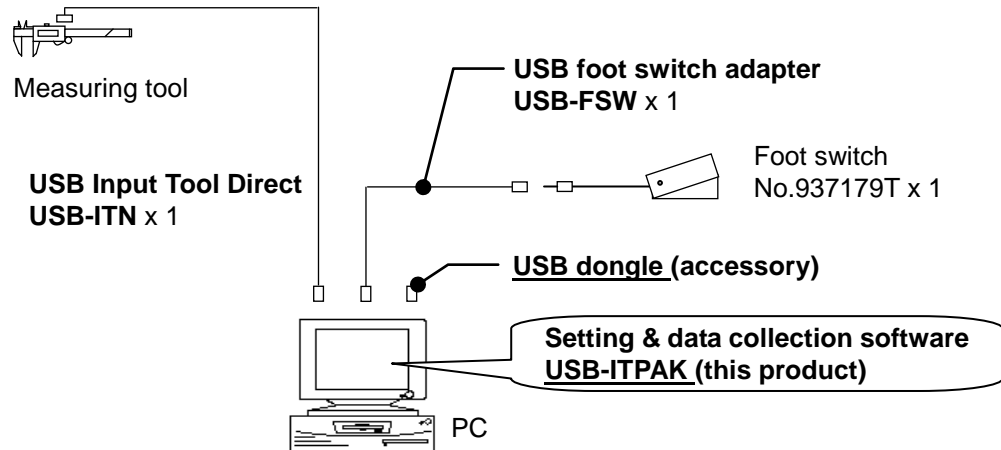 Measuring tool
USB foot switch adapter
USB-FSW x 1
Foot switch
No.937179T x 1
USB Input Tool Direct
USB-ITN x 1
USB dongle (accessory)
Setting & data collection software
USB-ITPAK (this product)
PC